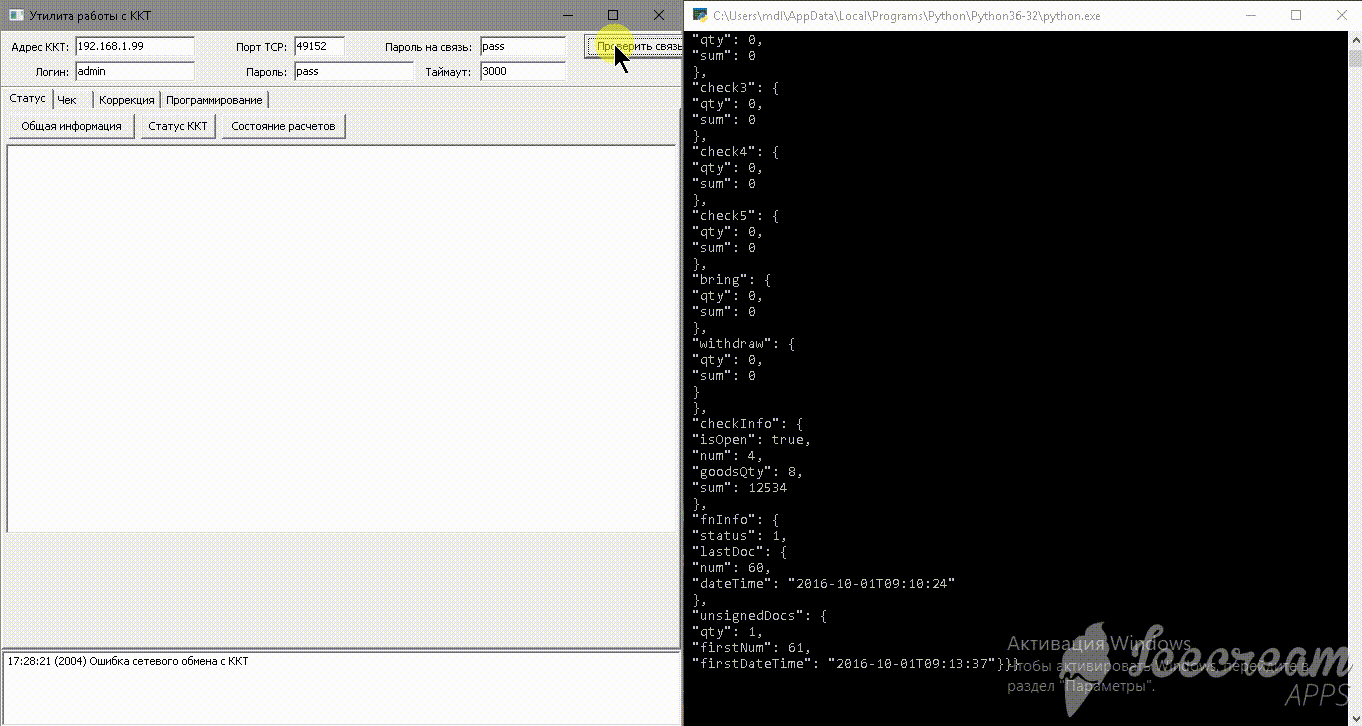 Утилита работы с ККТ
Адрес ККТ: 192.168.1.99 Порт TCP: 49152 Пароль на связь: pass Проверить связь
Логин: admin Пароль: pass Таймаут: 3000
Статус Чек Коррекция Программирование
Общая информация Статус ККТ Состояние расчетов
17:28:21 (2004) Ошибка сетевого обмена с ККТ
C:\Users\mdl\AppData\Local\Programs\Python\Python36-32\python.exe
"qty": 0,
"sum": 0
},
"check3": {
"qty": 0,
"sum": 0
},
"check4": {
"qty": 0,
"sum": 0
},
"check5": {
"qty": 0,
"sum": 0
},
"bring": {
"qty": 0,
"sum": 0
},
"withdraw": {
"qty": 0,
"sum": 0
}
},
"checkInfo": {
"isOpen": true,
"num": 4,
"goodsQty": 8,
"sum": 12534
},
"fnInfo": {
"status": 1,
"lastDoc": {
"num": 60,
"dateTime": "2016-10-01T09:10:24"
},
"unsignedDocs": {
"qty": 1,
"firstNum": 61,
"firstDateTime": "2016-10-01T09:13:37"}}}
Активация Windows
Чтобы активировать Windows, перейдите в
раздел "Параметры".
Icecream
APPS